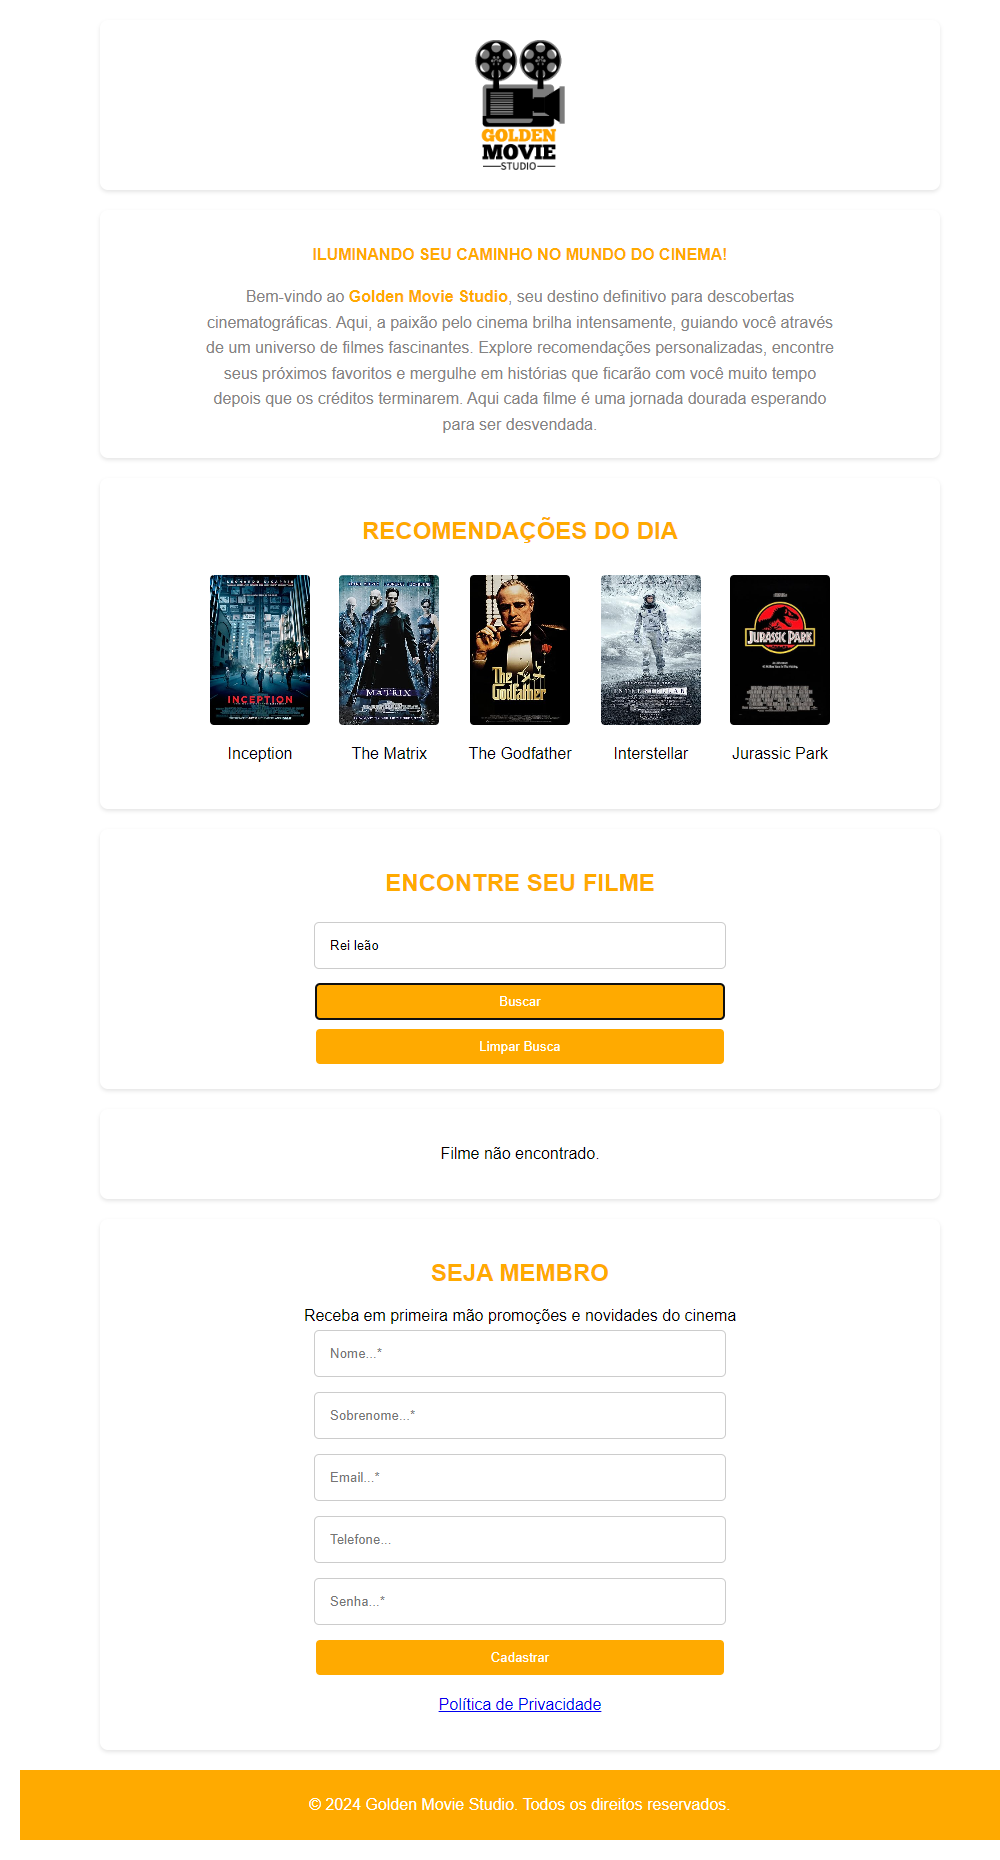 GOLDEN
MOVIE
STUDIO
ILUMINANDO SEU CAMINHO NO MUNDO DO CINEMA!
Bem-vindo ao Golden Movie Studio, seu destino definitivo para descobertas
cinematográficas. Aqui, a paixão pelo cinema brilha intensamente, guiando você através
de um universo de filmes fascinantes. Explore recomendações personalizadas, encontre
seus próximos favoritos e mergulhe em histórias que ficarão com você muito tempo
depois que os créditos terminarem. Aqui cada filme é uma jornada dourada esperando
para ser desvendada.
RECOMENDAÇÕES DO DIA
INCEPTION
MATRIX
The
Godfather
INTERSTELLAR
JURASSIC PARK
Inception
The Matrix
The Godfather
Interstellar
Jurassic Park
ENCONTRE SEU FILME
Rei leão
Buscar
Limpar Busca
Filme não encontrado.
SEJA MEMBRO
Receba em primeira mão promoções e novidades do cinema
Nome...*
Sobrenome...*
Email...*
Telefone...
Senha...*
Cadastrar
Política de Privacidade
© 2024 Golden Movie Studio. Todos os direitos reservados.